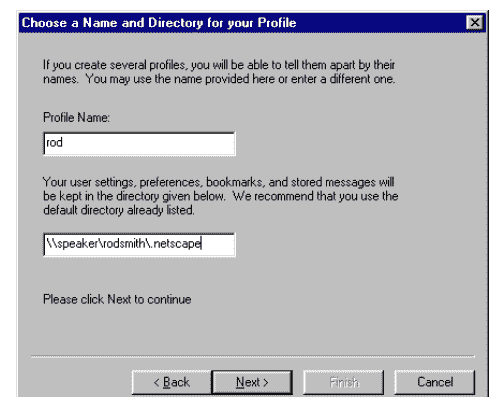 Choose a Name and Directory for your Profile
If you create several profiles, you will be able to tell them apart by their
names. You may use the name provided here or enter a different one.
Profile Name:
rod
Your user settings, preferences, bookmarks, and stored messages will
be kept in the directory given below. We recommend that you use the
default directory already listed.
\\speaker\rodsmith\.netscape
Please click Next to continue
< Back
Next >
Finish
Cancel